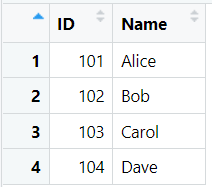 ID Name
1 101 Alice
2 102 Bob
3 103 Carol
4 104 Dave